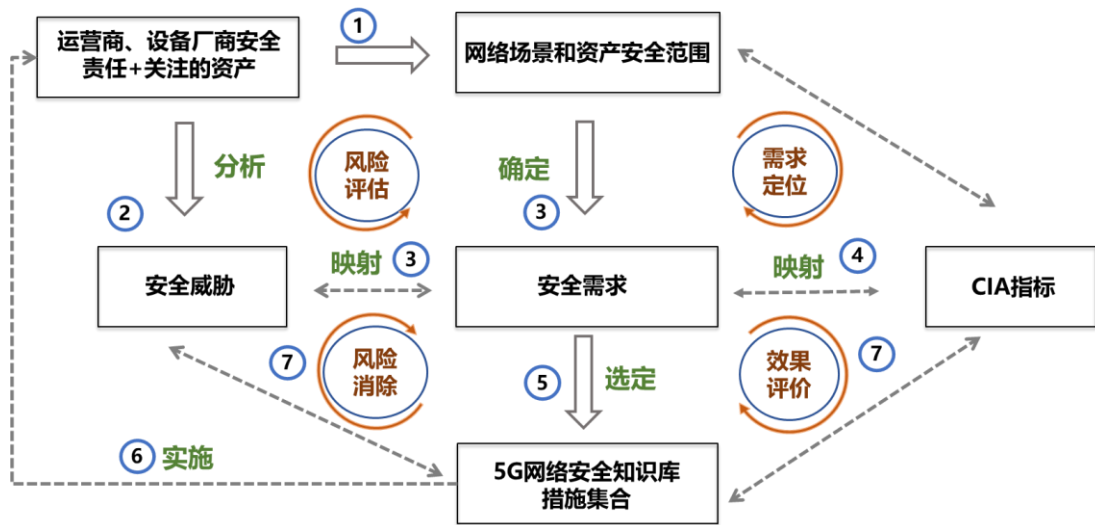 运营商、设备厂商安全
责任+关注的资产
1
网络场景和资产安全范围
分析
风险
评估
确定
需求
定位
2
3
安全威胁
映射
3
安全需求
映射
4
CIA指标
7
风险
消除
5
选定
效果
评价
7
6
实施
5G网络安全知识库
措施集合